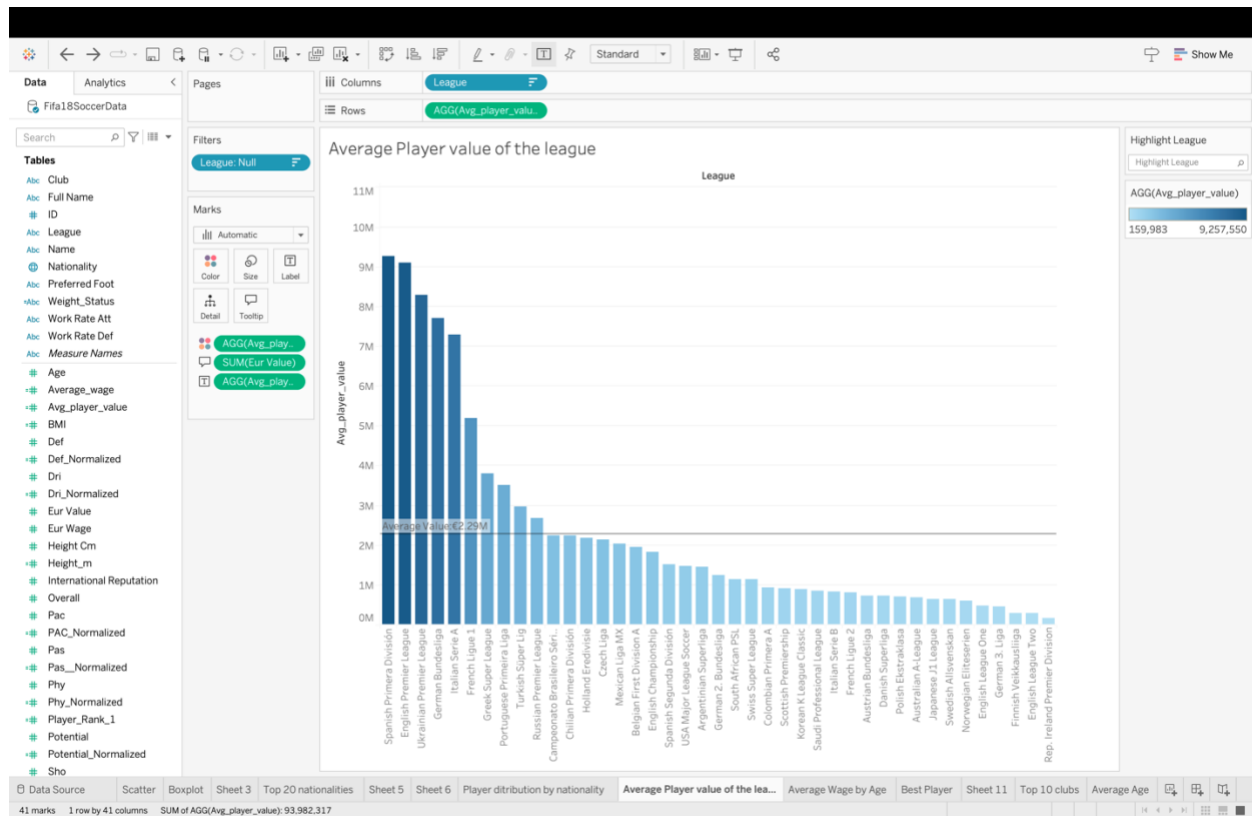 Standard
Show Me
Data
Analytics
Pages
Columns
League
Fifa18SoccerData
Rows
AGG(Avg_player_valu..
Search
Filters
League: Null
Tables
Abc Club
Abc Full Name
# ID
Abc League
Abc Name
Nationality
Abc Preferred Foot
Abc Weight_Status
Abc Work Rate Att
Abc Work Rate Def
Abc Measure Names
# Age
# Average_wage
# Avg_player_value
# BMI
# Def
# Def_Normalized
# Dri
# Dri_Normalized
# Eur Value
# Eur Wage
# Height Cm
# Height_m
# International Reputation
# Overall
# Pac
# PAC_Normalized
# Pas
# Pas__Normalized
# Phy
# Phy_Normalized
# Player_Rank_1
# Potential
# Potential_Normalized
# Sho
Marks
Automatic
Color
Size
Label
Detail
Tooltip
AGG(Avg_play..
SUM(Eur Value)
AGG(Avg_play..
Average Player value of the league
League
11M
10M
9M
8M
7M
6M
5M
4M
3M
2M
1M
0M
Avg_player_value
Average Value:€2.29M
Spanish Primera División
English Premier League
Ukrainian Premier League
German Bundesliga
Italian Serie A
French Ligue 1
Greek Super League
Portuguese Primeira Liga
Turkish Süper Lig
Russian Premier League
Campeonato Brasileiro Séri...
Chilian Primera División
Holland Eredivisie
Czech Liga
Mexican Liga MX
Belgian First Division A
English Championship
Spanish Segunda División
USA Major League Soccer
Argentinian Superliga
German 2. Bundesliga
South African PSL
Swiss Super League
Colombian Primera A
Scottish Premiership
Korean K League Classic
Saudi Professional League
Italian Serie B
French Ligue 2
Austrian Bundesliga
Danish Superliga
Polish Ekstraklasa
Australian A-League
Japanese J1 League
Swedish Allsvenskan
Norwegian Eliteserien
English League One
German 3. Liga
Finnish Veikkausliiga
English League Two
Rep. Ireland Premier Division
Highlight League
Highlight League
AGG(Avg_player_value)
159,983 9,257,550
Data Source
Scatter
Boxplot
Sheet 3
Top 20 nationalities
Sheet 5
Sheet 6
Player ditribution by nationality
Average Player value of the lea...
Average Wage by Age
Best Player
Sheet 11
Top 10 clubs
Average Age
41 marks 1 row by 41 columns SUM of AGG(Avg_player_value): 93,982,317